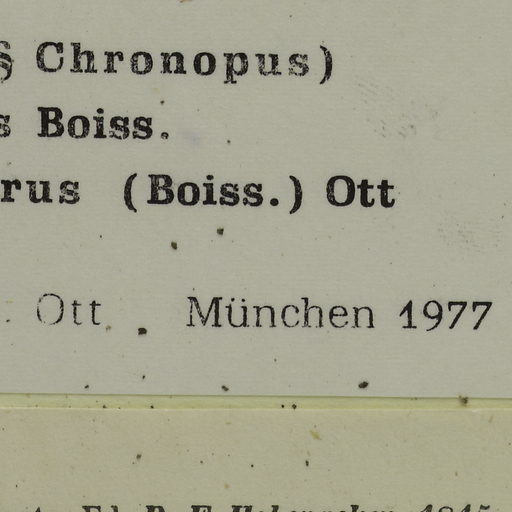 § Chronopus)
s Boiss.
rus (Boiss.) Ott
. Ott, München 1977